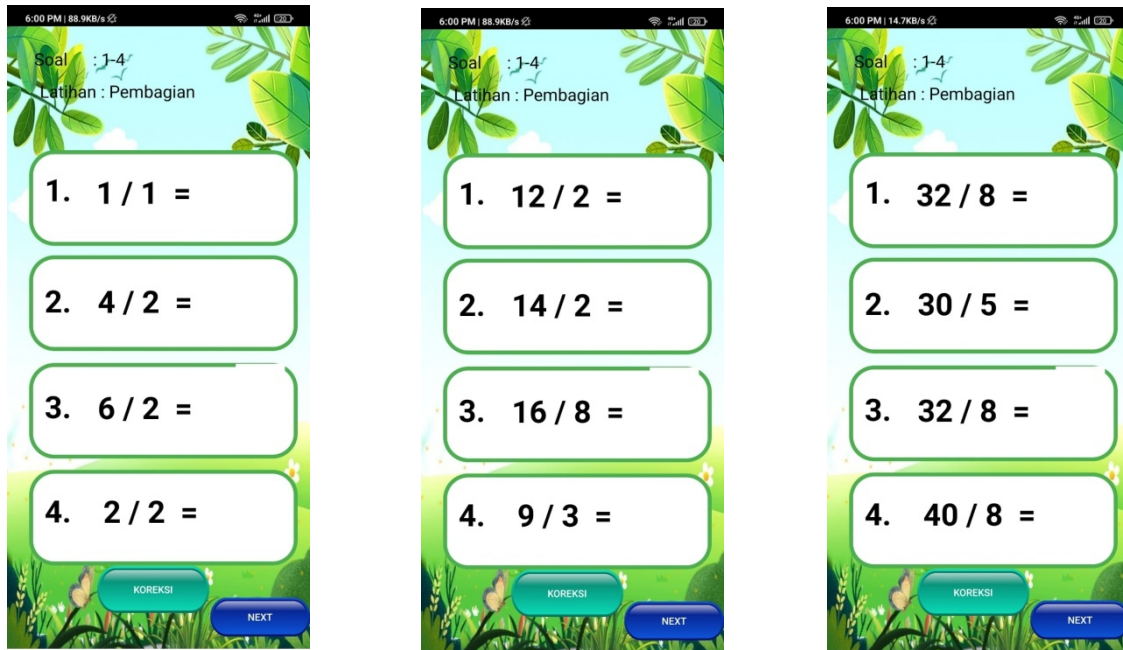 6:00 PM | 88.9KB/s
Soal : 1-4
Latihan : Pembagian
1. 1 / 1 =
2. 4 / 2 =
3. 6 / 2 =
4. 2 / 2 =
KOREKSI
NEXT
6:00 PM | 88.9KB/s
Soal : 1-4
Latihan : Pembagian
1. 12 / 2 =
2. 14 / 2 =
3. 16 / 8 =
4. 9 / 3 =
KOREKSI
NEXT
6:00 PM | 14.7KB/s
Soal : 1-4
Latihan : Pembagian
1. 32 / 8 =
2. 30 / 5 =
3. 32 / 8 =
4. 40 / 8 =
KOREKSI
NEXT